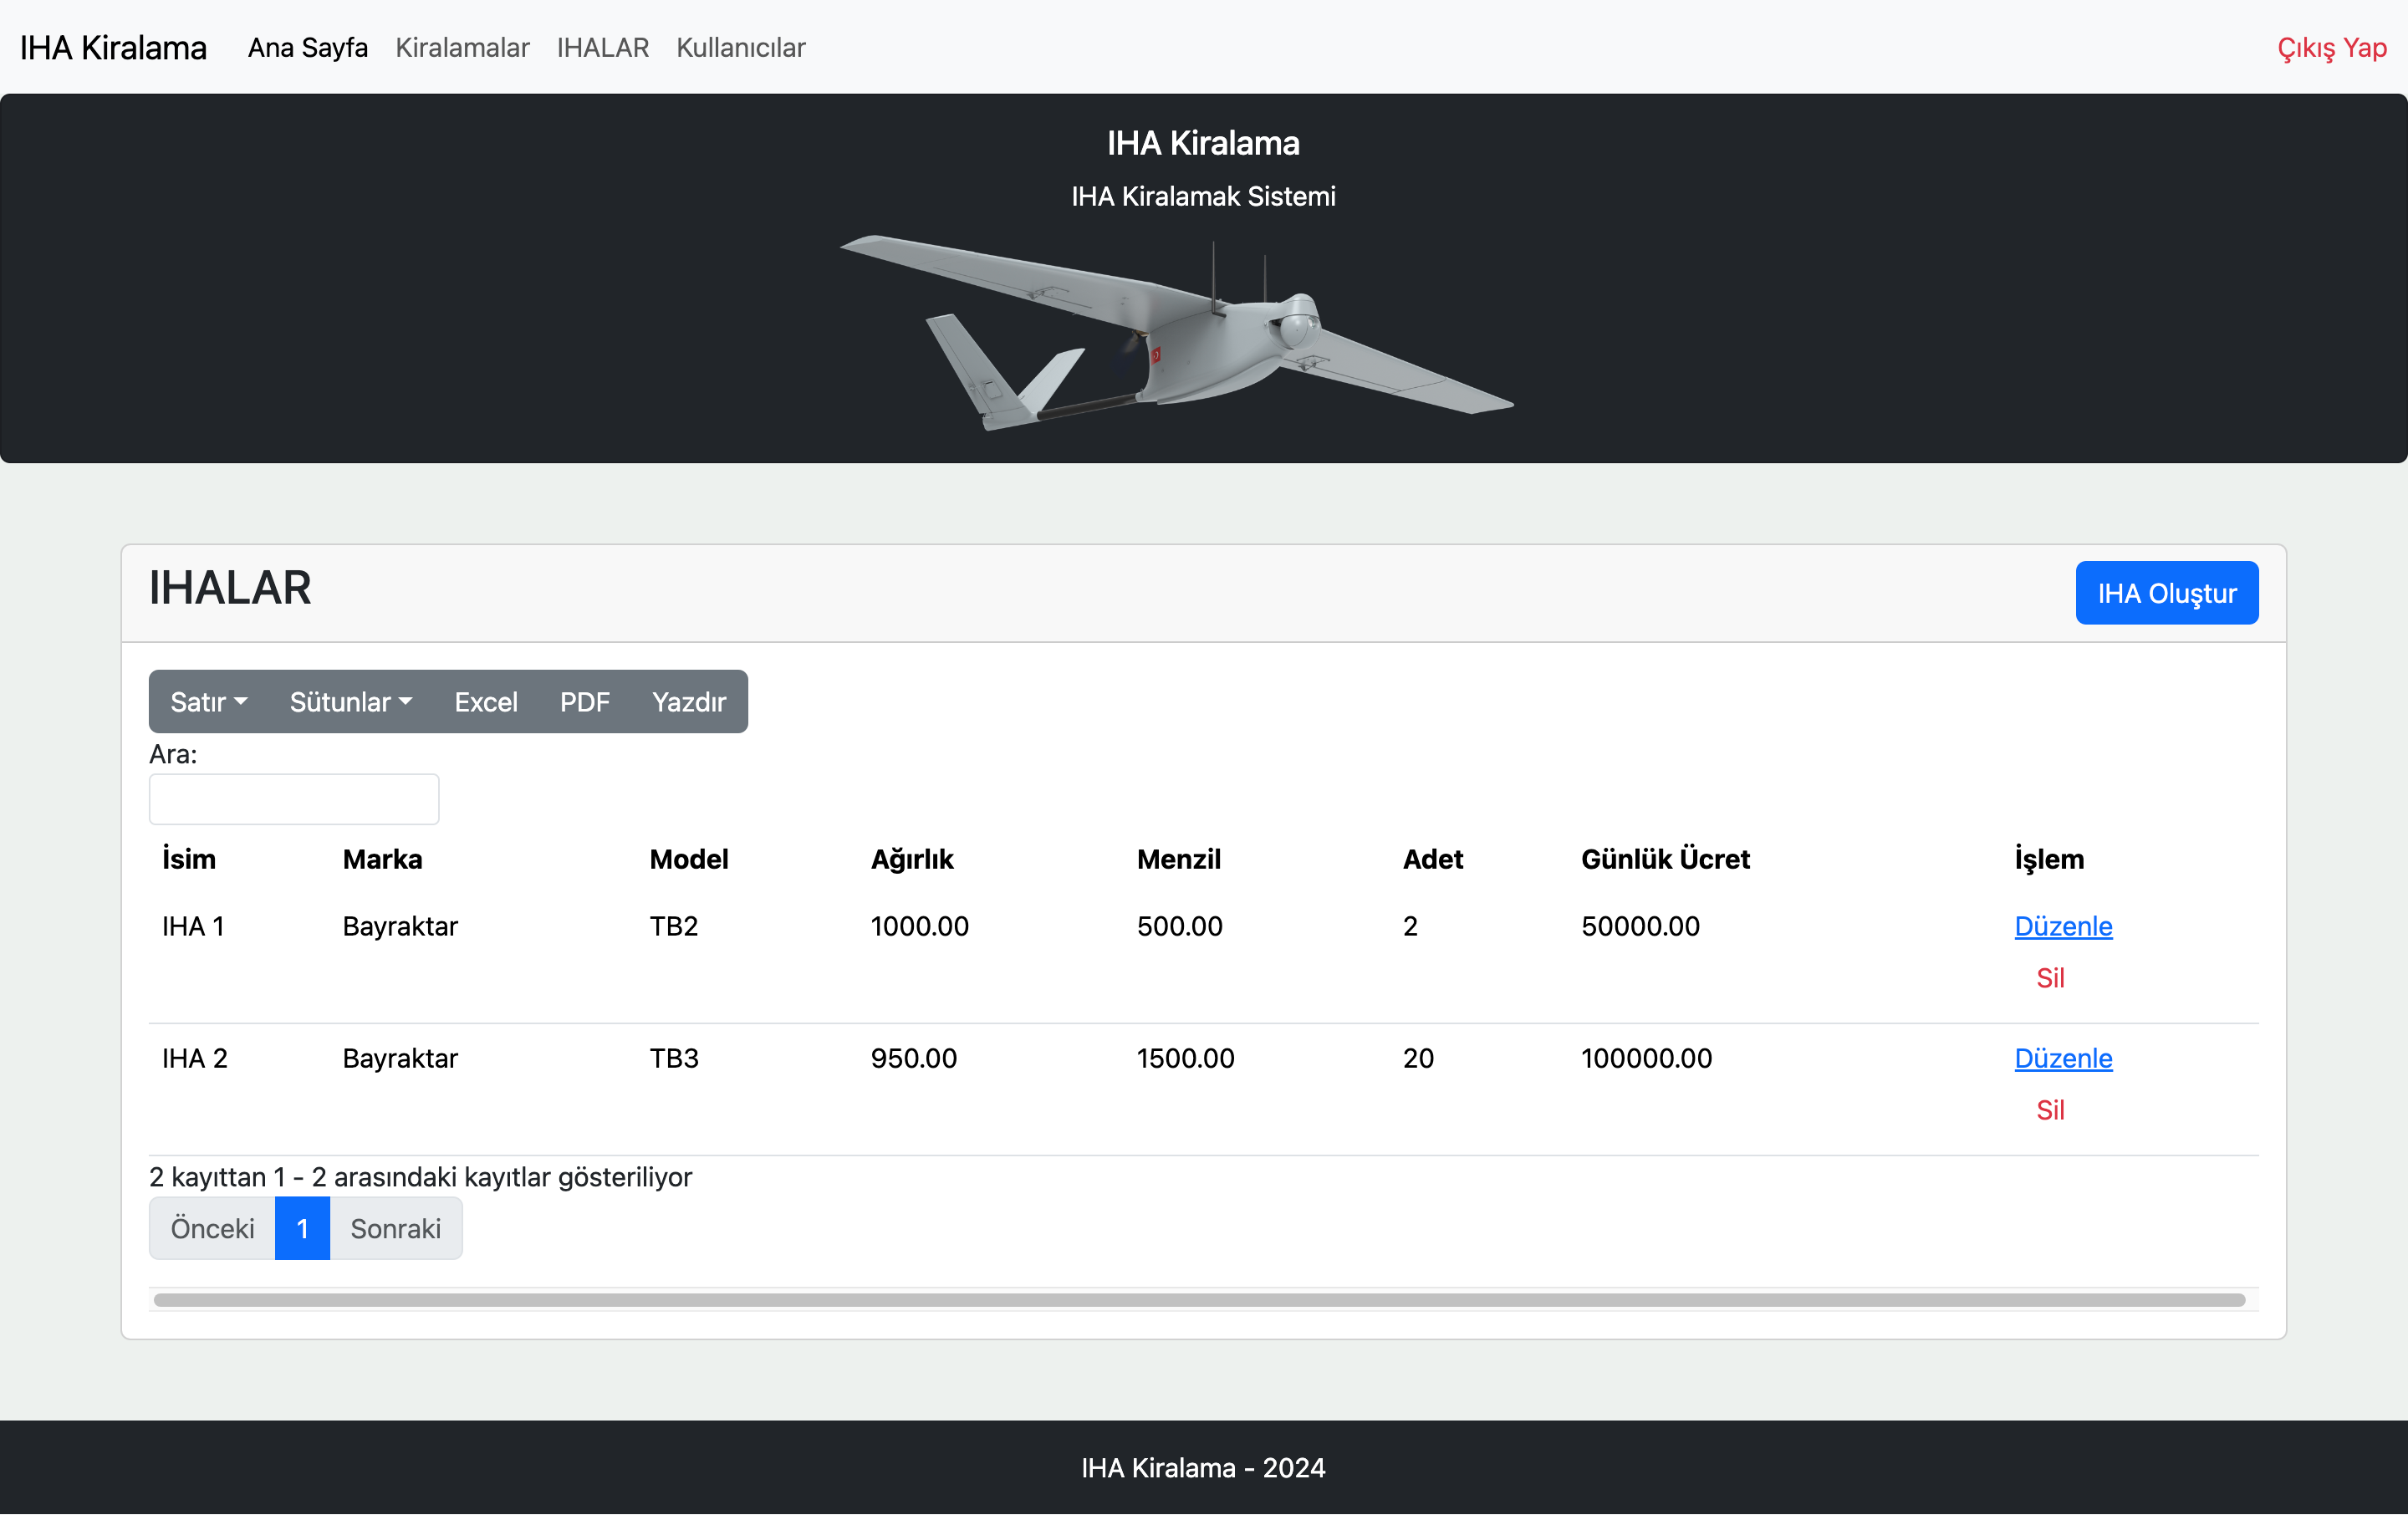 IHA Kiralama Ana Sayfa Kiralamalar IHALAR Kullanıcılar Çıkış Yap
IHA Kiralama
IHA Kiralamak Sistemi
IHALAR IHA Oluştur
Satır Sütunlar Excel PDF Yazdır
Ara:
İsim Marka Model Ağırlık Menzil Adet Günlük Ücret İşlem
IHA 1 Bayraktar TB2 1000.00 500.00 2 50000.00 Düzenle
Sil
IHA 2 Bayraktar TB3 950.00 1500.00 20 100000.00 Düzenle
Sil
2 kayıttan 1 - 2 arasındaki kayıtlar gösteriliyor
Önceki 1 Sonraki
IHA Kiralama - 2024